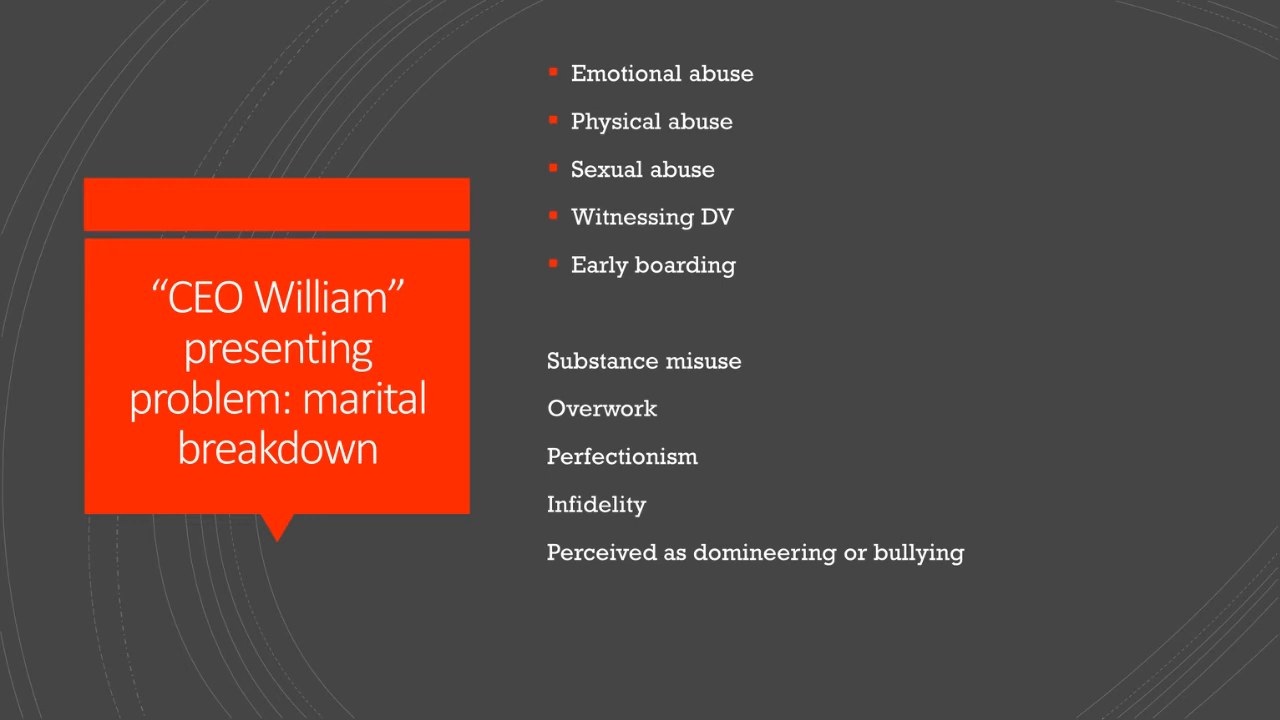 “CEO William”
presenting
problem: marital
breakdown
Emotional abuse
Physical abuse
Sexual abuse
Witnessing DV
Early boarding
Substance misuse
Overwork
Perfectionism
Infidelity
Perceived as domineering or bullying